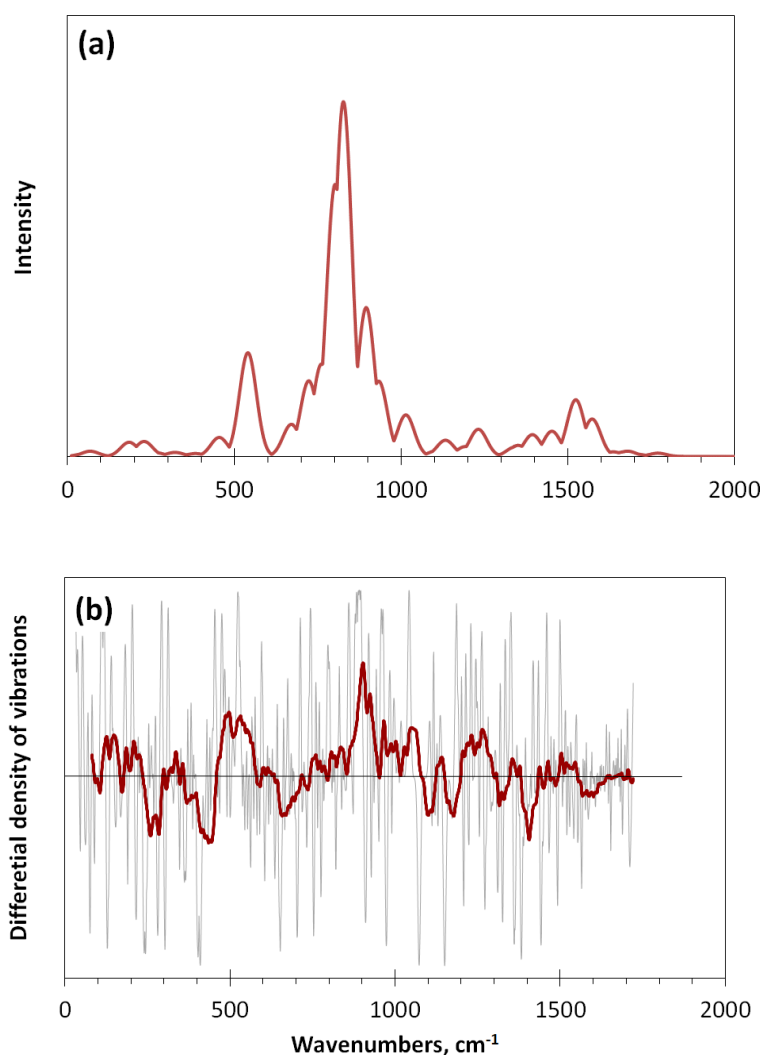 (a)
Intensity
0 500 1000 1500 2000
(b)
Differetial density of vibrations
0 500 1000 1500 2000
Wavenumbers, cm⁻¹